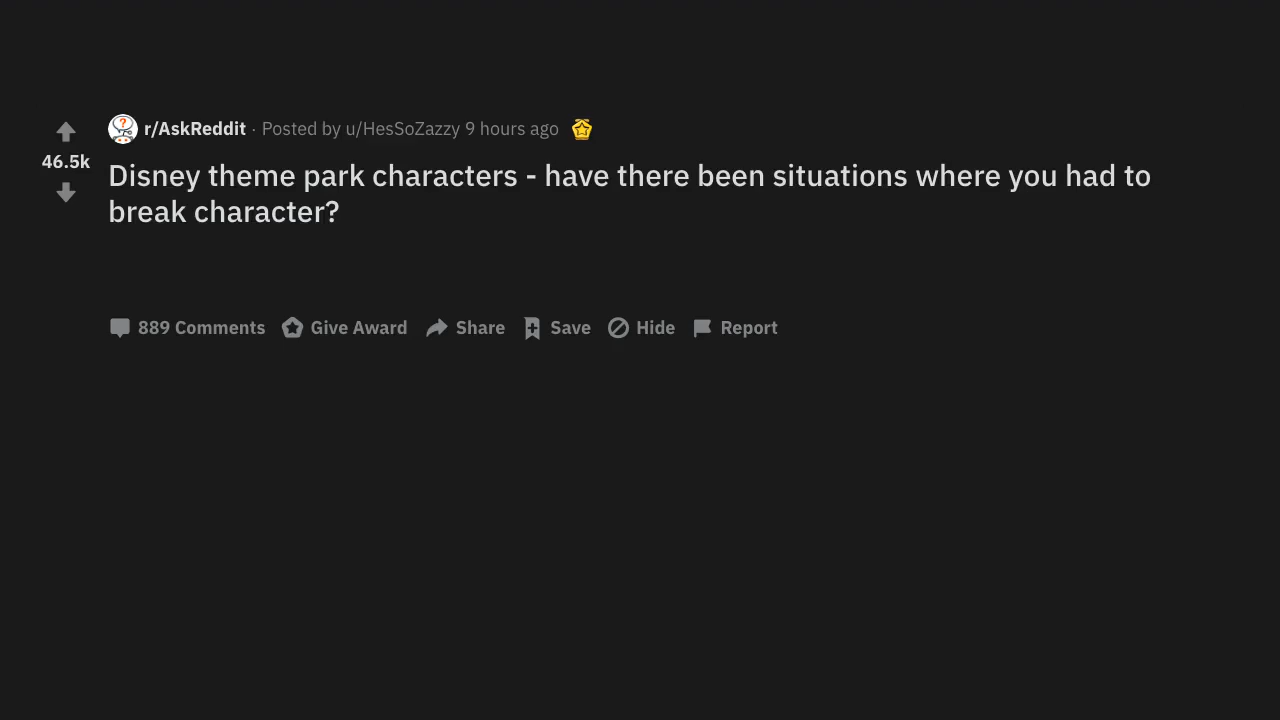 r/AskReddit · Posted by u/HesSoZazzy 9 hours ago
46.5k
Disney theme park characters - have there been situations where you had to
break character?
889 Comments Give Award Share Save Hide Report